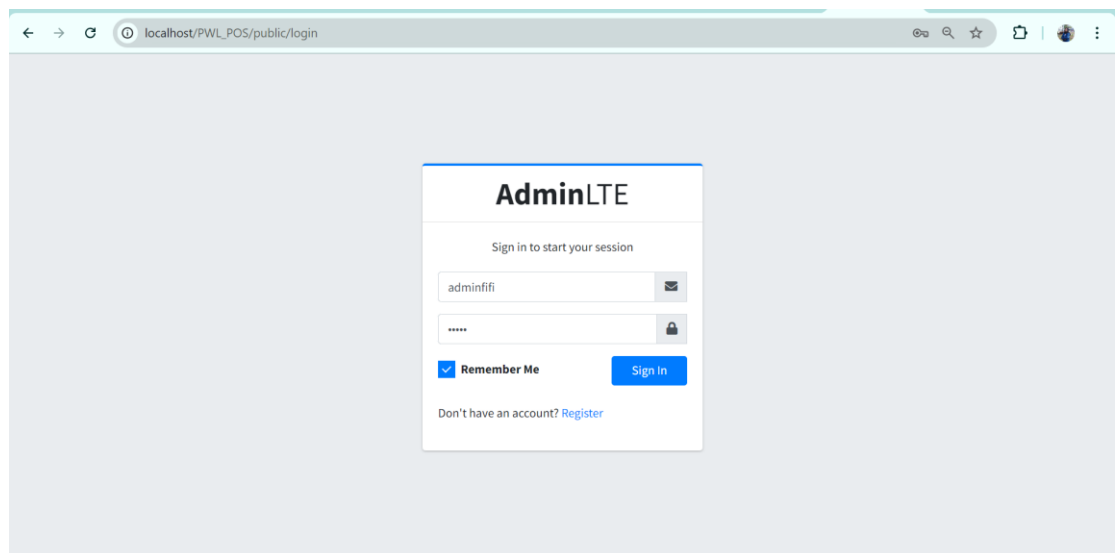 localhost/PWL_POS/public/login
AdminLTE
Sign in to start your session
adminfifi
•••••
Remember Me
Sign In
Don't have an account? Register